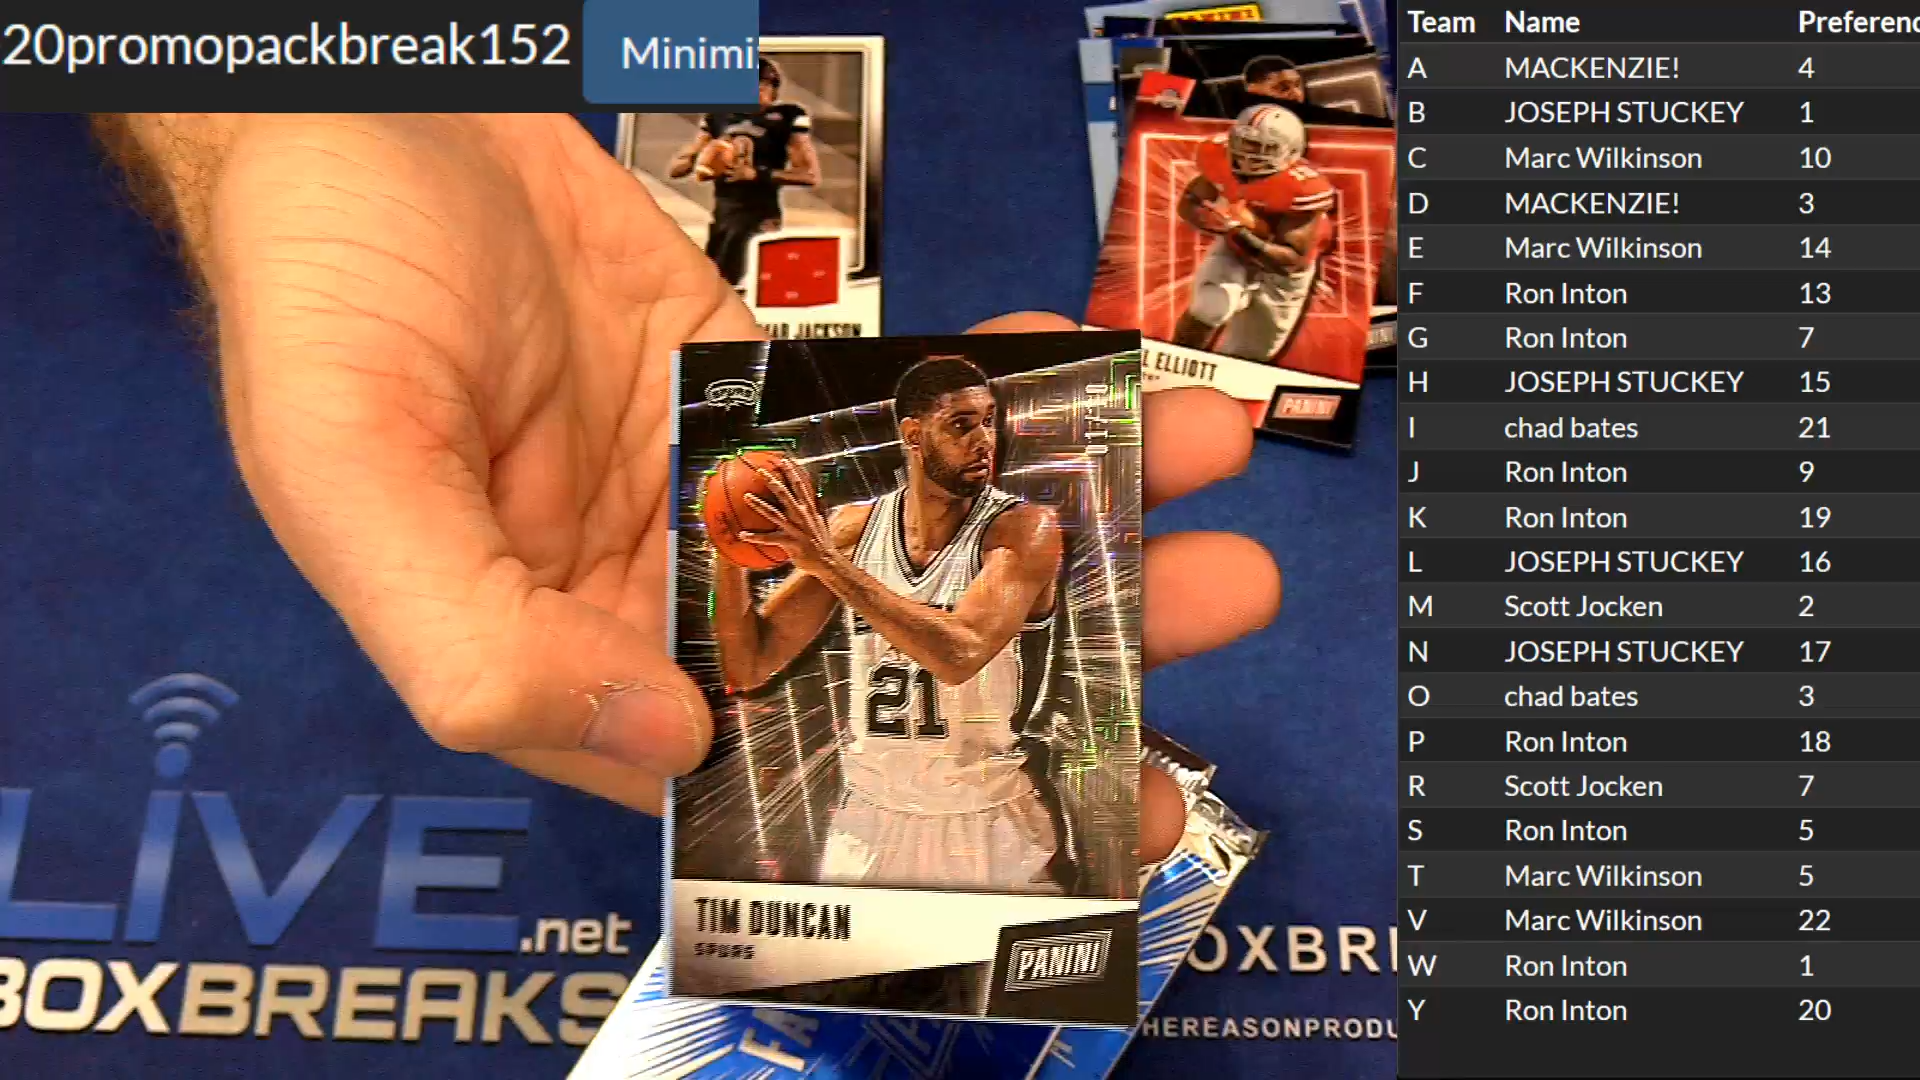 20promopackbreak152
Minimi
Team Name Preferenc
A MACKENZIE! 4
B JOSEPH STUCKEY 1
C Marc Wilkinson 10
D MACKENZIE! 3
E Marc Wilkinson 14
F Ron Inton 13
G Ron Inton 7
H JOSEPH STUCKEY 15
I chad bates 21
J Ron Inton 9
K Ron Inton 19
L JOSEPH STUCKEY 16
M Scott Jocken 2
N JOSEPH STUCKEY 17
O chad bates 3
P Ron Inton 18
R Scott Jocken 7
S Ron Inton 5
T Marc Wilkinson 5
V Marc Wilkinson 22
W Ron Inton 1
Y Ron Inton 20
PANINI
JACKSON
L ELLIOTT
PANINI
21
TIM DUNCAN
SPURS
PANINI
LIVE
.net
BOXBREAKS
FA
OXBRE
HEREASONPRODU